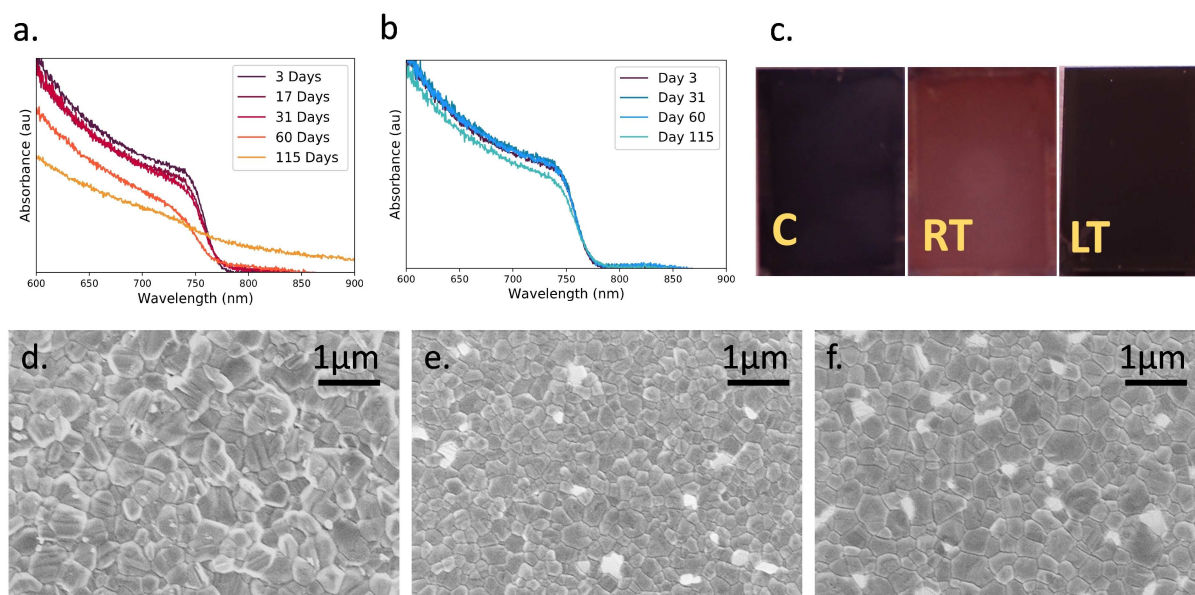 a.
Absorbance (au)
3 Days
17 Days
31 Days
60 Days
115 Days
600 650 700 750 800 850 900
Wavelength (nm)
b
Absorbance (au)
Day 3
Day 31
Day 60
Day 115
600 650 700 750 800 850 900
Wavelength (nm)
c.
C
RT
LT
d.
1μm
e.
1μm
f.
1μm